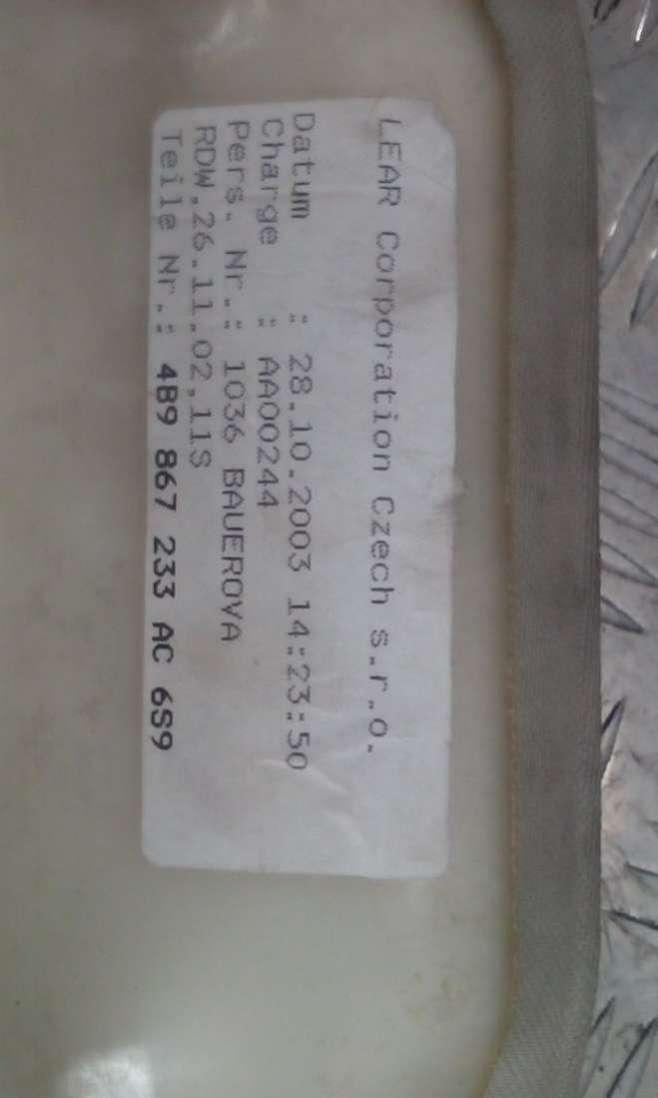 LEAR Corporation Czech s.r.o.
Datum : 28.10.2003 14:23:50
Charge : AA00244
Pers. Nr.: 1036 BAUEROVA
RDW,26.11.02,11S
Teile Nr.: 4B9 867 233 AC 6S9